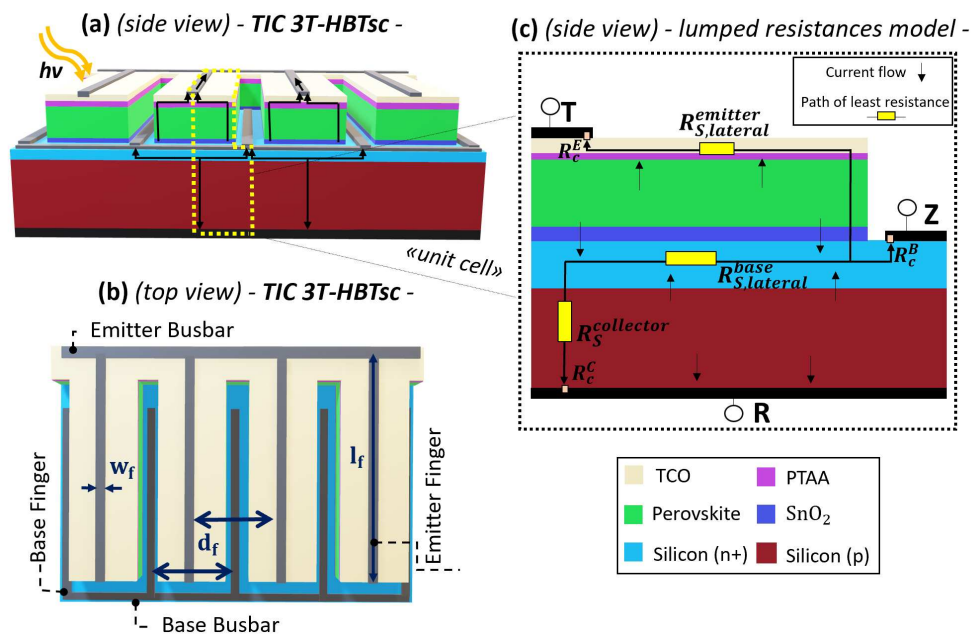 (a) (side view) - TIC 3T-HBTsc -
hν
«unit cell»
(b) (top view) - TIC 3T-HBTsc -
Emitter Busbar
Base Finger
w_f
d_f
l_f
Emitter Finger
Base Busbar
(c) (side view) - lumped resistances model -
Current flow
Path of least resistance
T
R_{S,lateral}^{emitter}
R_c^E
Z
R_c^B
R_{S,lateral}^{base}
R_S^{collector}
R_c^C
R
TCO
PTAA
Perovskite
SnO₂
Silicon (n+)
Silicon (p)